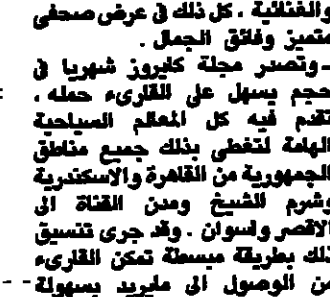 والغنائية ، كل ذلك في عرض صحفى
متميز وفائق الجمال .
ـ وتصدر مجلة كايروز شهريا في
حجم يسهل على القارىء حمله ،
تقدم فيه كل المعالم السياحية
الهامة لتغطى بذلك جميع مناطق
الجمهورية من القاهرة والاسكندرية
وشرم الشيخ ومدن القناة الى
الاقصر واسوان . وقد جرى تنسيق
ذلك بطريقة مبسطة تمكن القارىء
من الوصول الى مايريد بسهولة